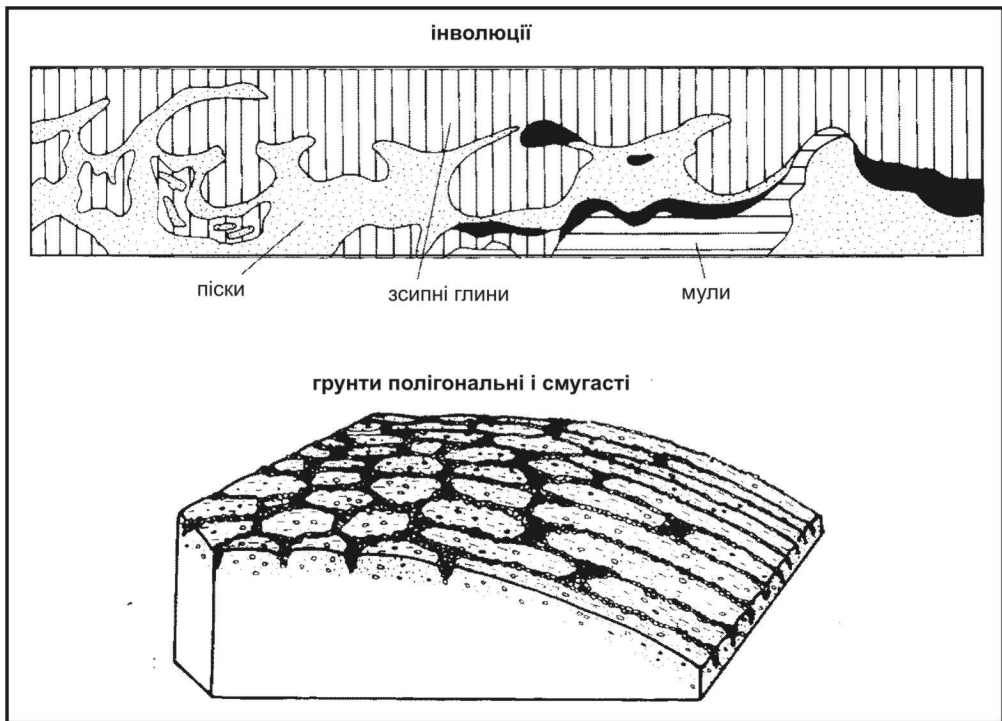 інволюції
піски
зсипні глини
мули
грунти полігональні і смугасті